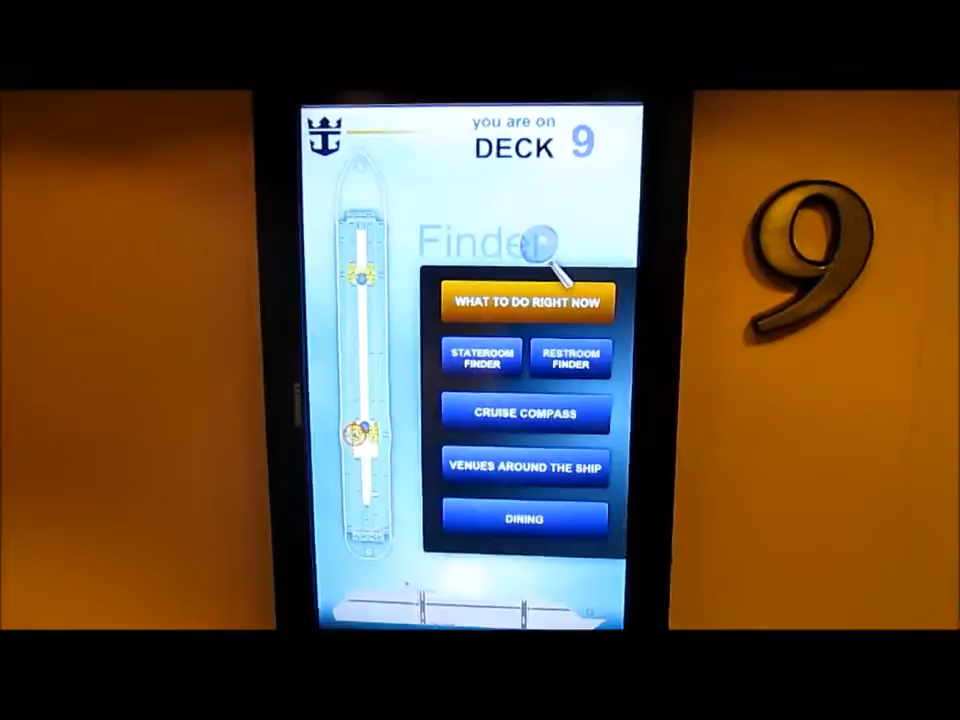 you are on
DECK 9
Finder
WHAT TO DO RIGHT NOW
STATEROOM
FINDER
RESTROOM
FINDER
CRUISE COMPASS
VENUES AROUND THE SHIP
DINING
9